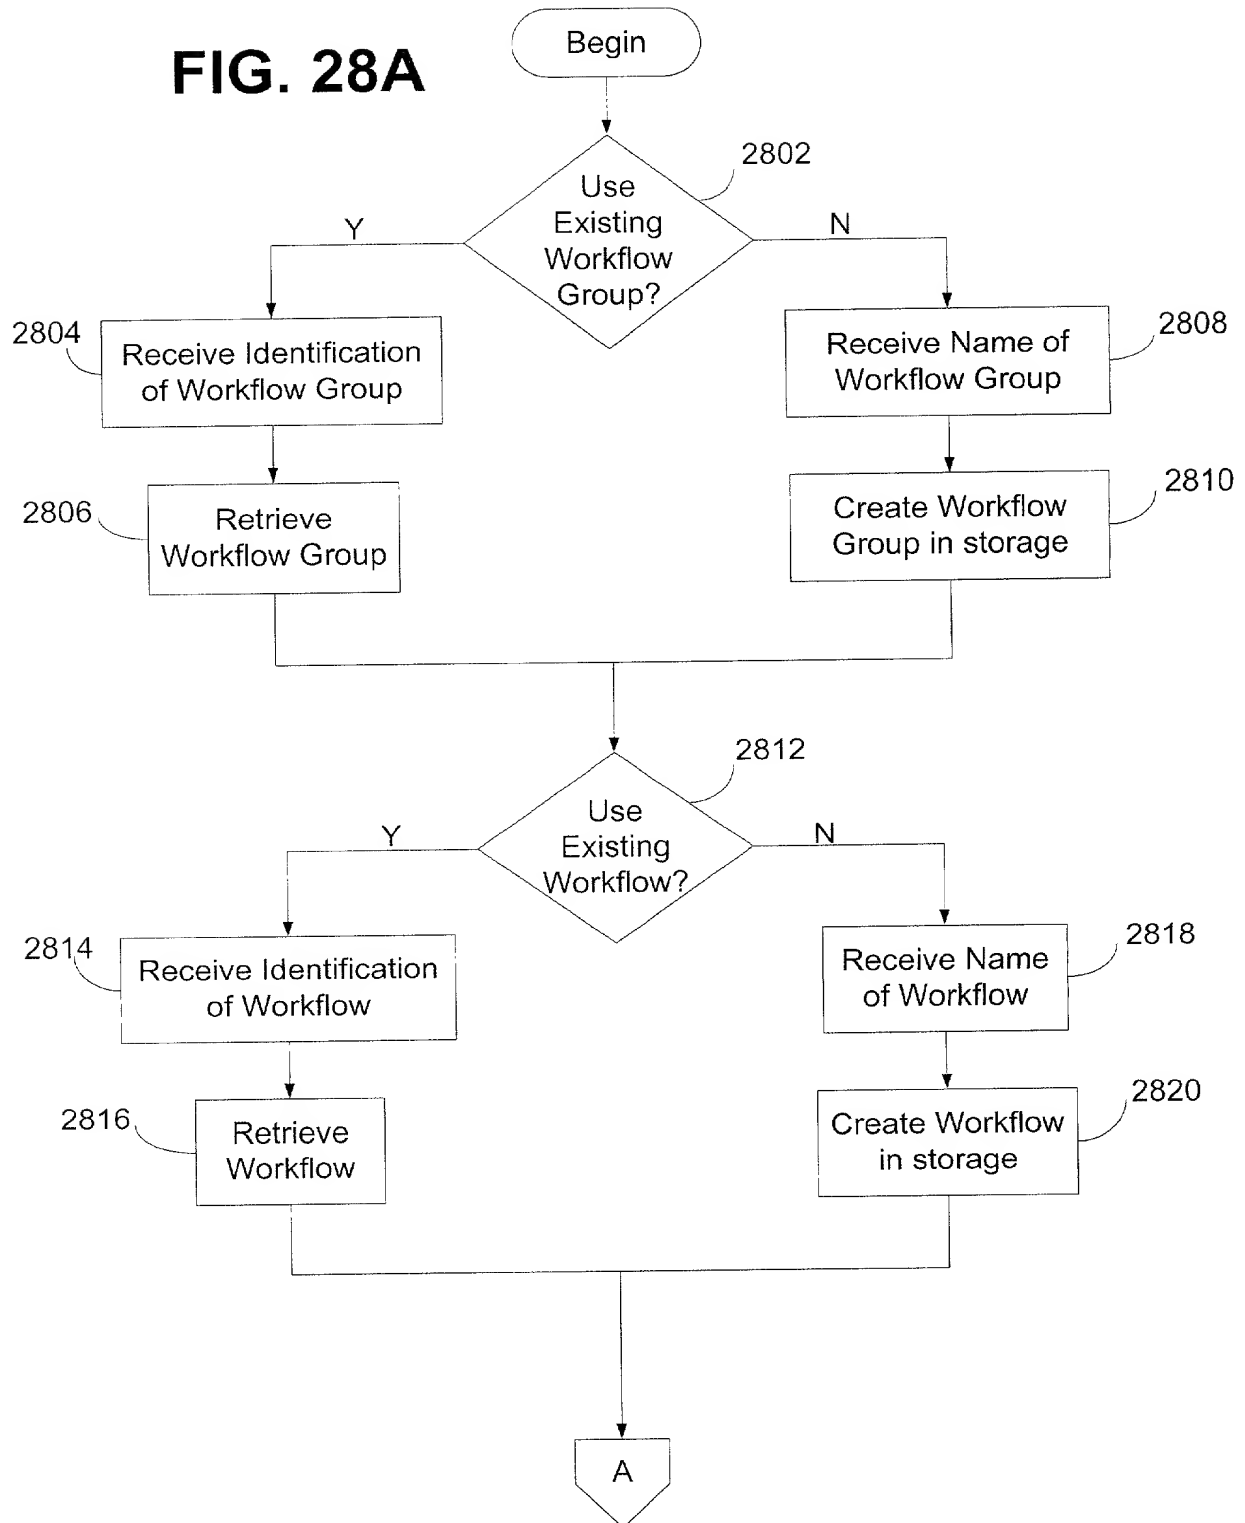 Begin
FIG. 28A
2802
Use
Existing
Workflow
Group?
Y
N
2804
Receive Identification
of Workflow Group
2808
Receive Name of
Workflow Group
2806
Retrieve
Workflow Group
2810
Create Workflow
Group in storage
2812
Use
Existing
Workflow?
Y
N
2814
Receive Identification
of Workflow
2818
Receive Name
of Workflow
2816
Retrieve
Workflow
2820
Create Workflow
in storage
A